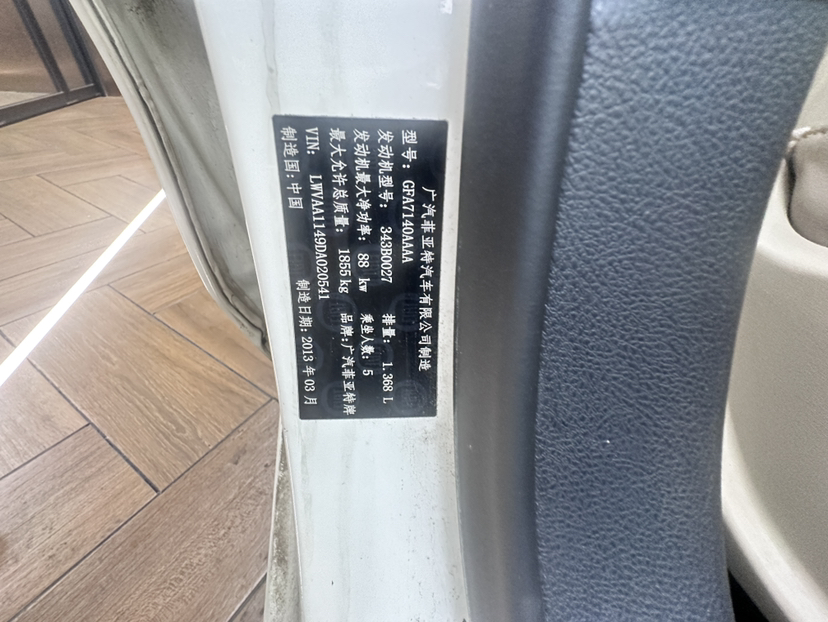 广汽菲亚特汽车有限公司制造
型号: GFA7140AAAA
发动机型号: 343B0027 排量: 1.368 L
发动机最大净功率: 88 kw 乘坐人数: 5
最大允许总质量: 1855 kg 品牌: 广汽菲亚特牌
VIN: LWVAA1149DA020541
制造国: 中国 制造日期: 2013 年 03 月